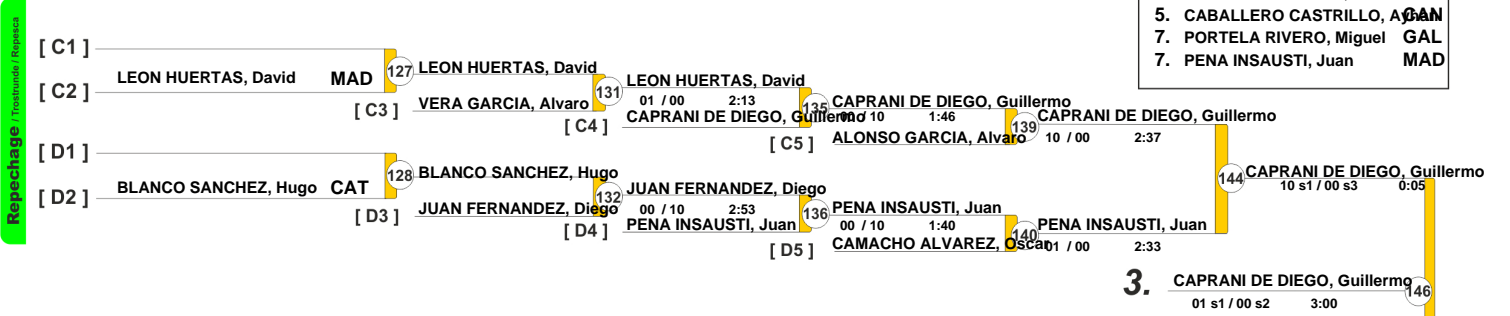 Repechage / Trostrunde / Repesca
5. CABALLERO CASTRILLO, CAN
7. PORTELA RIVERO, Miguel GAL
7. PENA INSAUSTI, Juan MAD
[ C1 ]
LEON HUERTAS, David MAD
[ C2 ]
127
LEON HUERTAS, David
[ C3 ]
VERA GARCIA, Alvaro
131
LEON HUERTAS, David
01 / 00 2:13
[ C4 ]
CAPRANI DE DIEGO, Guillermo
135
CAPRANI DE DIEGO, Guillermo
00 / 10 1:46
[ C5 ]
ALONSO GARCIA, Alvaro
139
CAPRANI DE DIEGO, Guillermo
10 / 00 2:37
[ D1 ]
BLANCO SANCHEZ, Hugo CAT
[ D2 ]
128
BLANCO SANCHEZ, Hugo
[ D3 ]
JUAN FERNANDEZ, Diego
132
JUAN FERNANDEZ, Diego
00 / 10 2:53
[ D4 ]
PENA INSAUSTI, Juan
136
PENA INSAUSTI, Juan
00 / 10 1:40
[ D5 ]
CAMACHO ALVAREZ, Oscar
140
PENA INSAUSTI, Juan
01 / 00 2:33
144
CAPRANI DE DIEGO, Guillermo
10 s1 / 00 s3 0:05
3. CAPRANI DE DIEGO, Guillermo
146
01 s1 / 00 s2 3:00